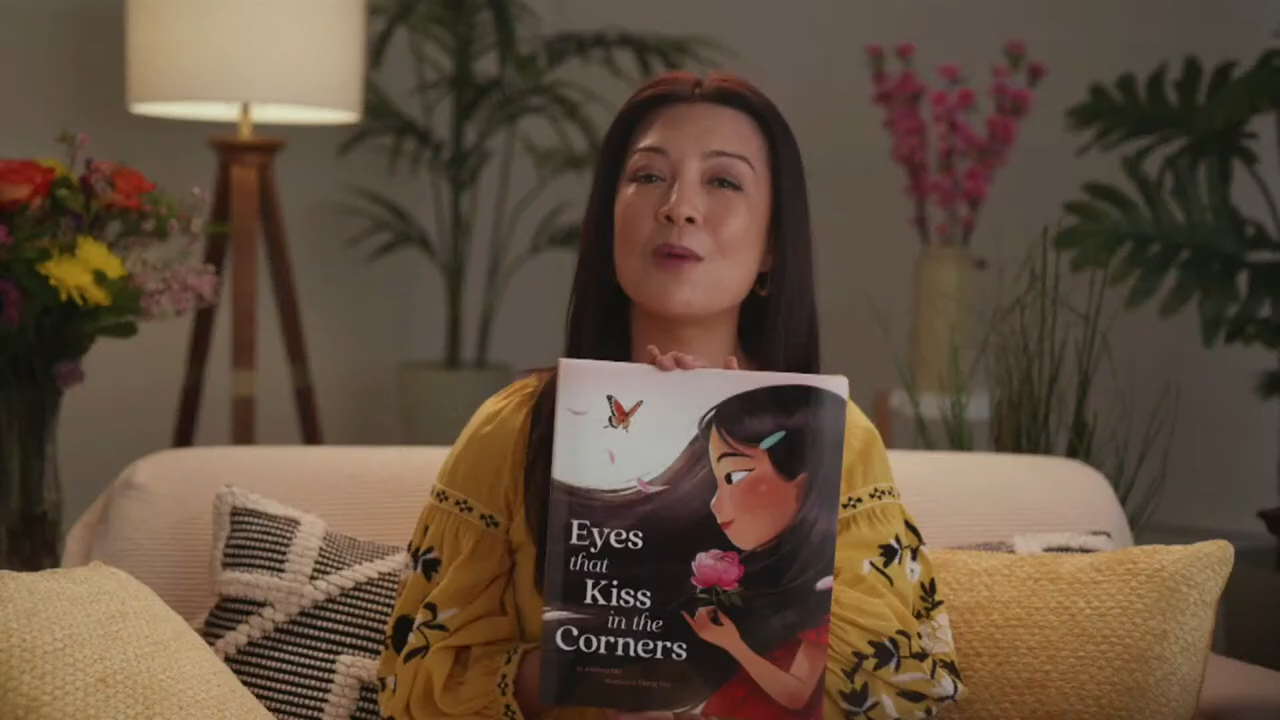 Eyes
that
Kiss
in the
Corners